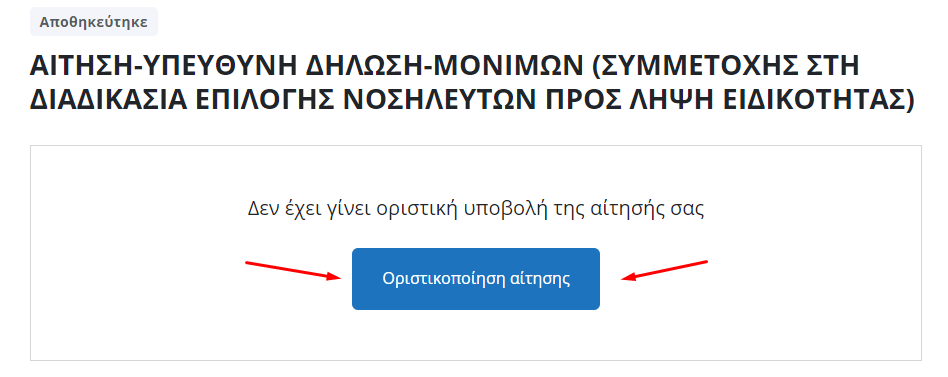 Αποθηκεύτηκε
ΑΙΤΗΣΗ-ΥΠΕΥΘΥΝΗ ΔΗΛΩΣΗ-ΜΟΝΙΜΩΝ (ΣΥΜΜΕΤΟΧΗΣ ΣΤΗ
ΔΙΑΔΙΚΑΣΙΑ ΕΠΙΛΟΓΗΣ ΝΟΣΗΛΕΥΤΩΝ ΠΡΟΣ ΛΗΨΗ ΕΙΔΙΚΟΤΗΤΑΣ)
Δεν έχει γίνει οριστική υποβολή της αίτησής σας
Οριστικοποίηση αίτησης